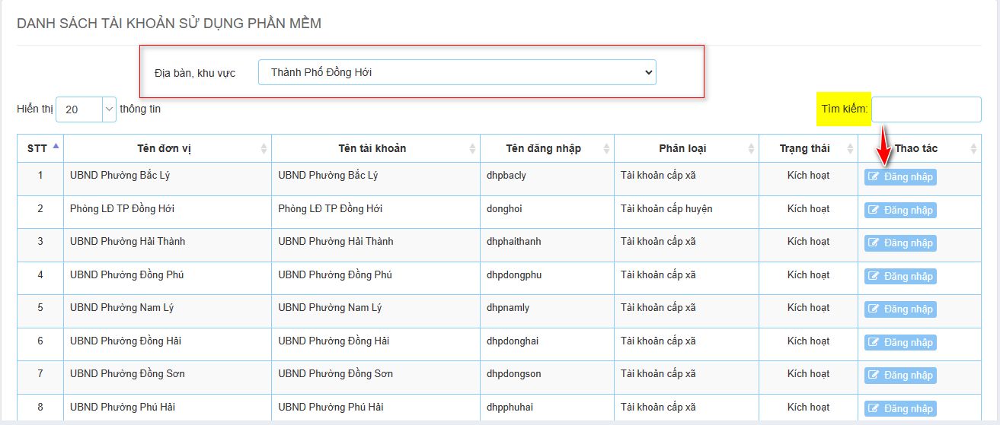 DANH SÁCH TÀI KHOẢN SỬ DỤNG PHẦN MỀM
Địa bàn, khu vực Thành Phố Đồng Hới
Hiển thị 20 thông tin Tìm kiếm:
STT Tên đơn vị Tên tài khoản Tên đăng nhập Phân loại Trạng thái Thao tác
1 UBND Phường Bắc Lý UBND Phường Bắc Lý dhpbacly Tài khoản cấp xã Kích hoạt Đăng nhập
2 Phòng LĐ TP Đồng Hới Phòng LĐ TP Đồng Hới donghoi Tài khoản cấp huyện Kích hoạt Đăng nhập
3 UBND Phường Hải Thành UBND Phường Hải Thành dhphaithanh Tài khoản cấp xã Kích hoạt Đăng nhập
4 UBND Phường Đồng Phú UBND Phường Đồng Phú dhpdongphu Tài khoản cấp xã Kích hoạt Đăng nhập
5 UBND Phường Nam Lý UBND Phường Nam Lý dhpnamly Tài khoản cấp xã Kích hoạt Đăng nhập
6 UBND Phường Đồng Hải UBND Phường Đồng Hải dhpdonghai Tài khoản cấp xã Kích hoạt Đăng nhập
7 UBND Phường Đồng Sơn UBND Phường Đồng Sơn dhpdongson Tài khoản cấp xã Kích hoạt Đăng nhập
8 UBND Phường Phú Hải UBND Phường Phú Hải dhpphuhai Tài khoản cấp xã Kích hoạt Đăng nhập